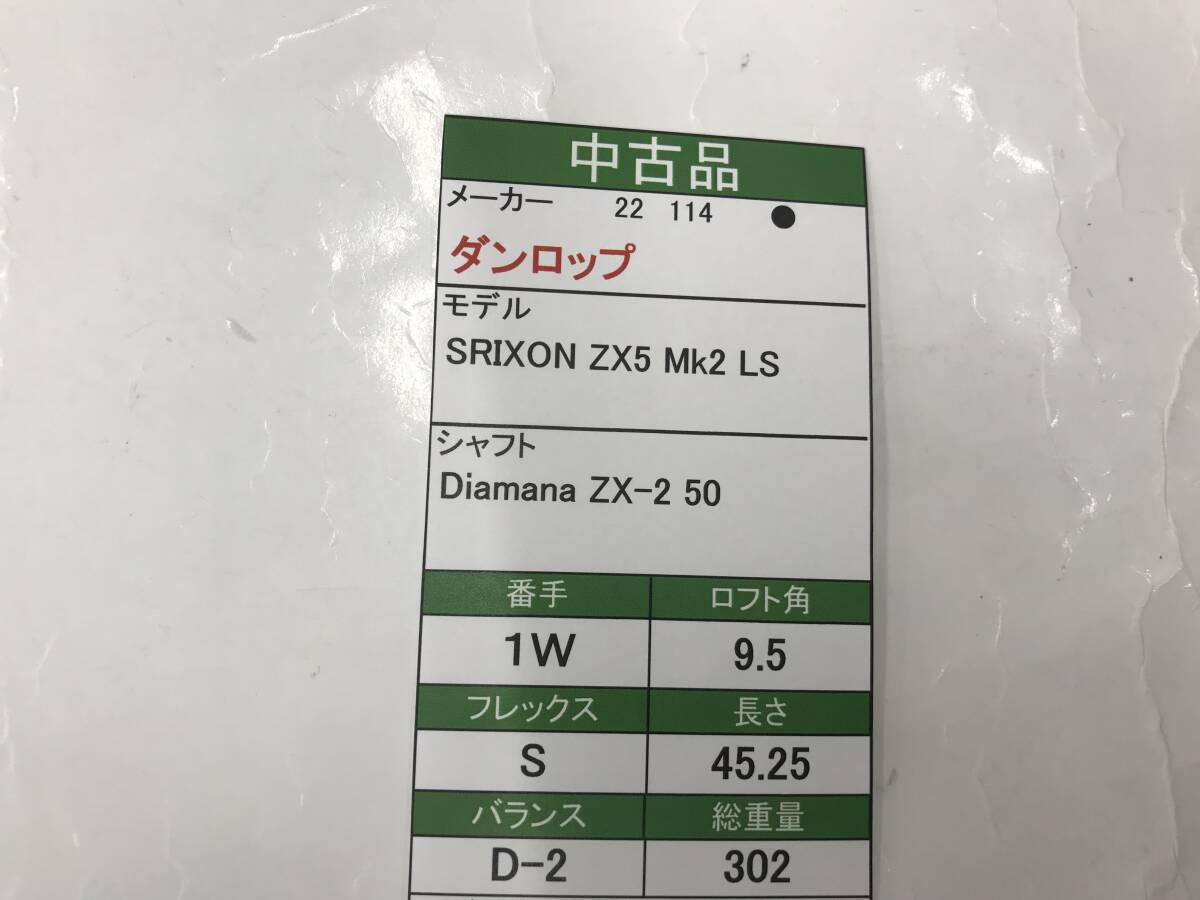 中古品
メーカー 22 114 ●
ダンロップ
モデル
SRIXON ZX5 Mk2 LS
シャフト
Diamana ZX-2 50
番手 ロフト角
1W 9.5
フレックス 長さ
S 45.25
バランス 総重量
D-2 302